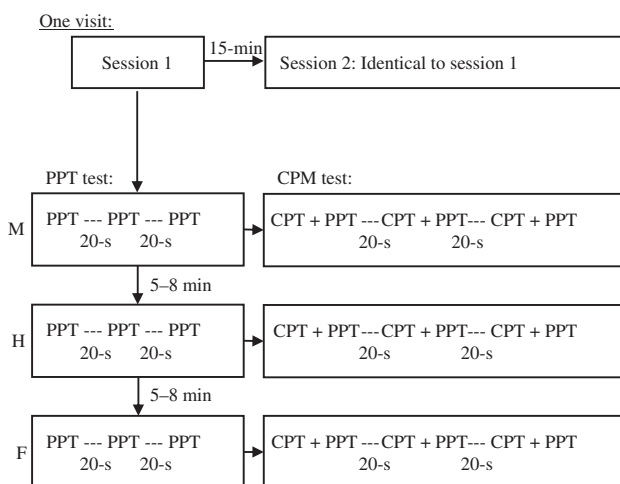 One visit:
Session 1
15-min
Session 2: Identical to session 1
PPT test:
CPM test:
M
PPT --- PPT --- PPT
20-s 20-s
CPT + PPT ---CPT + PPT--- CPT + PPT
20-s 20-s
5–8 min
H
PPT --- PPT --- PPT
20-s 20-s
CPT + PPT ---CPT + PPT--- CPT + PPT
20-s 20-s
5–8 min
F
PPT --- PPT --- PPT
20-s 20-s
CPT + PPT ---CPT + PPT--- CPT + PPT
20-s 20-s